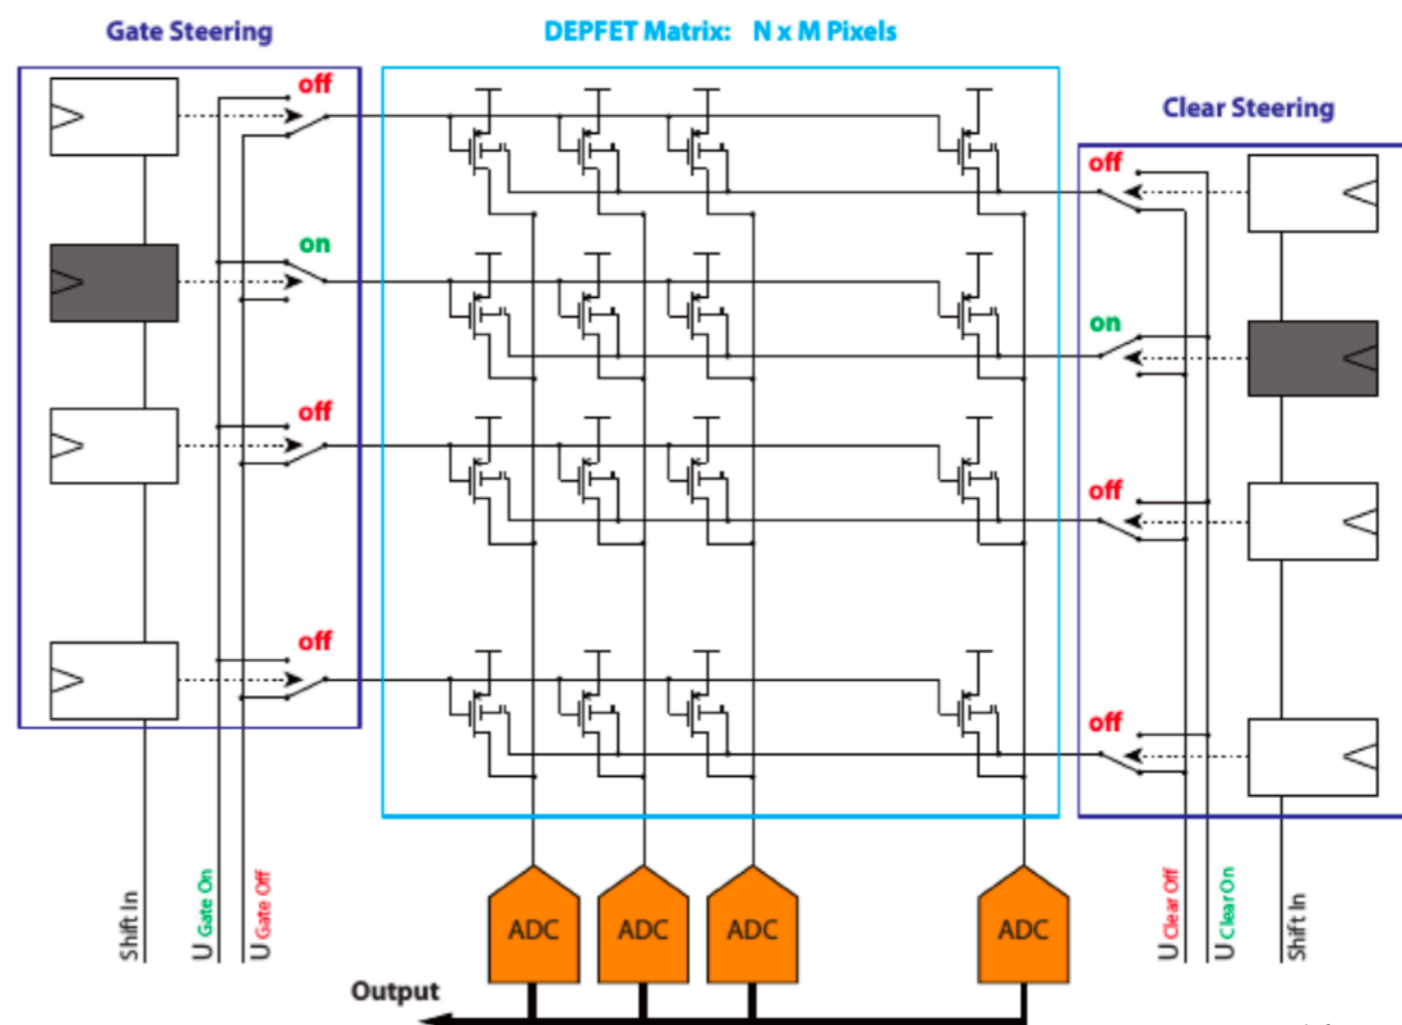 Gate Steering
DEPFET Matrix: N x M Pixels
Clear Steering
off
on
off
off
off
on
off
off
Shift In
U Gate On
U Gate Off
ADC
ADC
ADC
ADC
U Clear Off
U Clear On
Shift In
Output